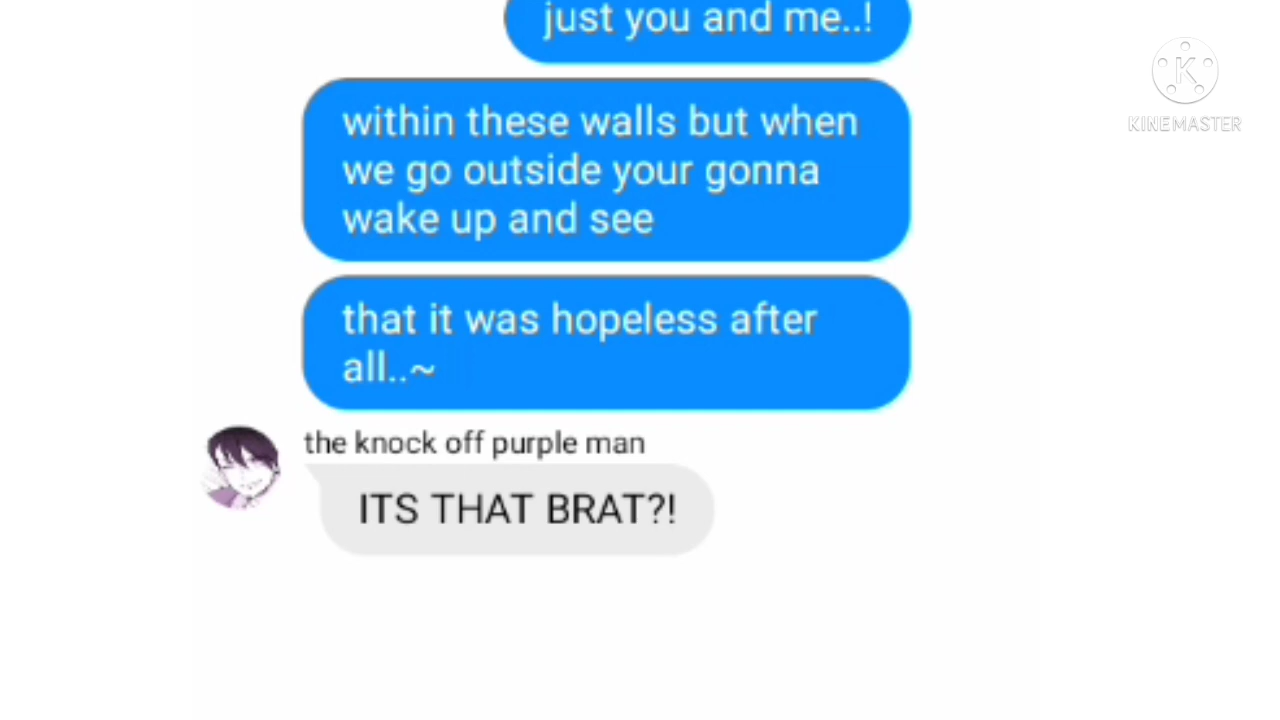 just you and me..!
within these walls but when
we go outside your gonna
wake up and see
that it was hopeless after
all..~
the knock off purple man
ITS THAT BRAT?!
K
KINEMASTER